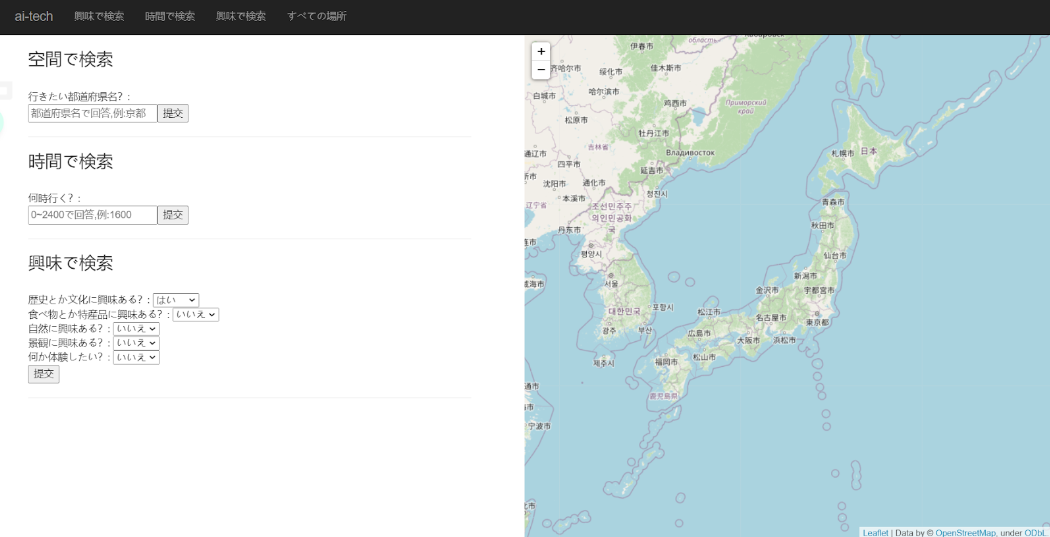 ai-tech 興味で検索 時間で検索 興味で検索 すべての場所
空間で検索
行きたい都道府県名?:
都道府県名で回答,例:京都 提交
時間で検索
何時行く?:
0~2400で回答,例:1600 提交
興味で検索
歴史とか文化に興味ある?: はい
食べ物とか特産品に興味ある?: いいえ
自然に興味ある?: いいえ
景観に興味ある?: いいえ
何か体験したい?: いいえ
提交
+
−
伊春市
齐哈尔市
绥化市
佳木斯市
白城市
哈尔滨市
鸡西市
Приморский
край
松原市
牡丹江市
吉林省
通辽市
四平市
Владивосток
延吉市
沈阳市
通化市
청진시
本溪市
辽宁省
조선민주주
의인민공화
국
丹东市
평양시
서울
대한민국
포항시
광주
부산
제주시
威海市
札幌市
日本
青森市
秋田市
仙台市
新潟市
金沢市
宇都宮市
松江市
名古屋市
東京都
広島市
大阪市
浜松市
松山市
福岡市
鹿児島県
宁波市
Leaflet | Data by © OpenStreetMap, under ODbL.